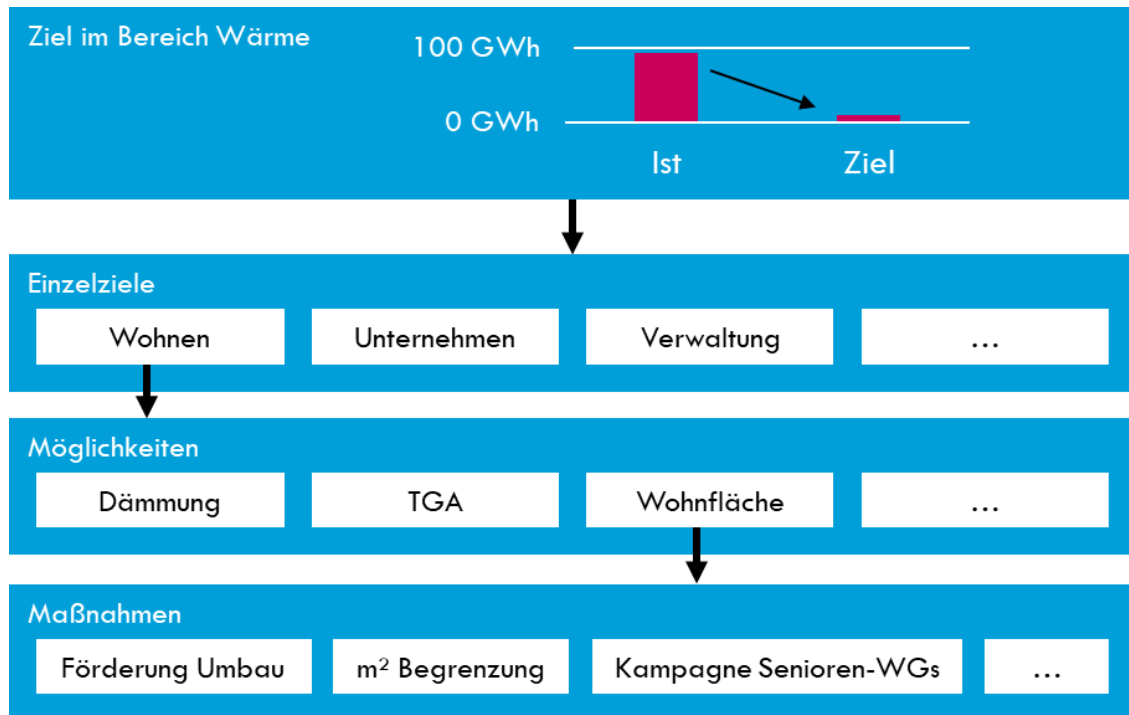 Ziel im Bereich Wärme
100 GWh
0 GWh
Ist
Ziel
Einzelziele
Wohnen
Unternehmen
Verwaltung
...
Möglichkeiten
Dämmung
TGA
Wohnfläche
...
Maßnahmen
Förderung Umbau
m² Begrenzung
Kampagne Senioren-WGs
...